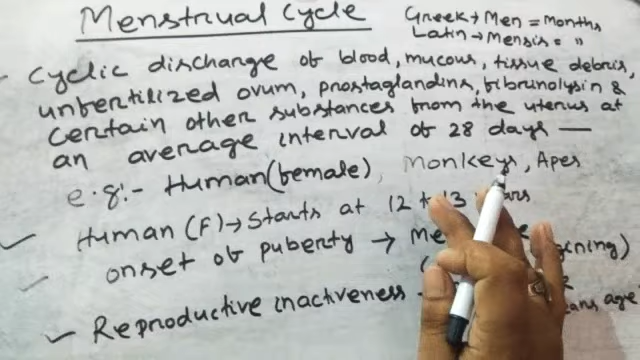 Menstrual Cycle
Greek → Men = Months
Latin → Mensis = "
- Cyclic discharge of blood, mucous, tissue debris,
unfertilized ovum, prostaglandins, fibrinolysin &
certain other substances from the uterus at
an average interval of 28 days —
e.g:- Human (female), Monkeys, Apes
✓ Human (F) → Starts at 12 to 13
✓ onset of puberty →
✓ Reproductive inactiveness
age